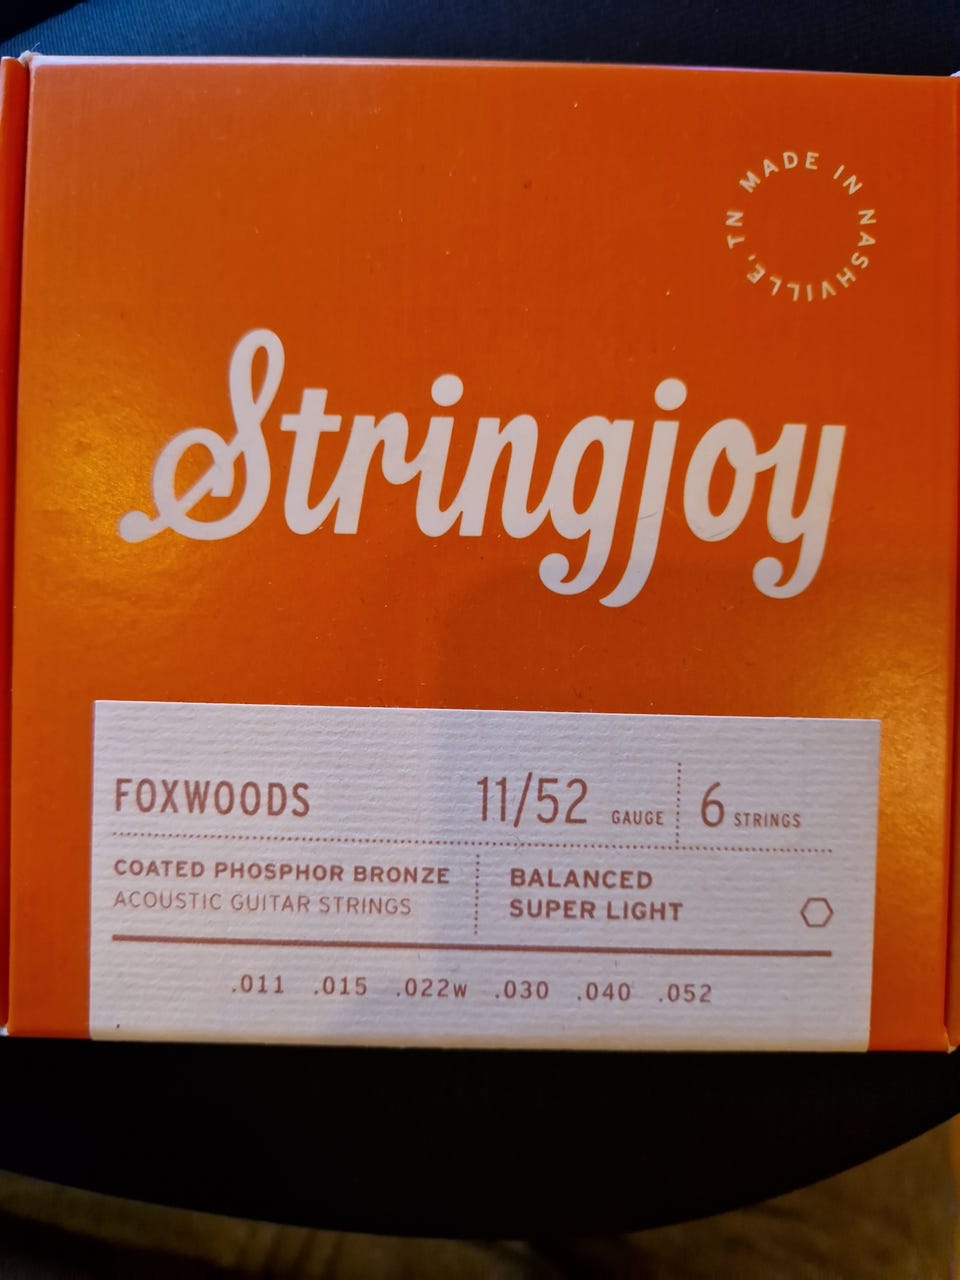 MADE IN NASHVILLE, TN
Stringjoy
FOXWOODS 11/52 GAUGE 6 STRINGS
COATED PHOSPHOR BRONZE
ACOUSTIC GUITAR STRINGS
BALANCED
SUPER LIGHT
.011 .015 .022w .030 .040 .052